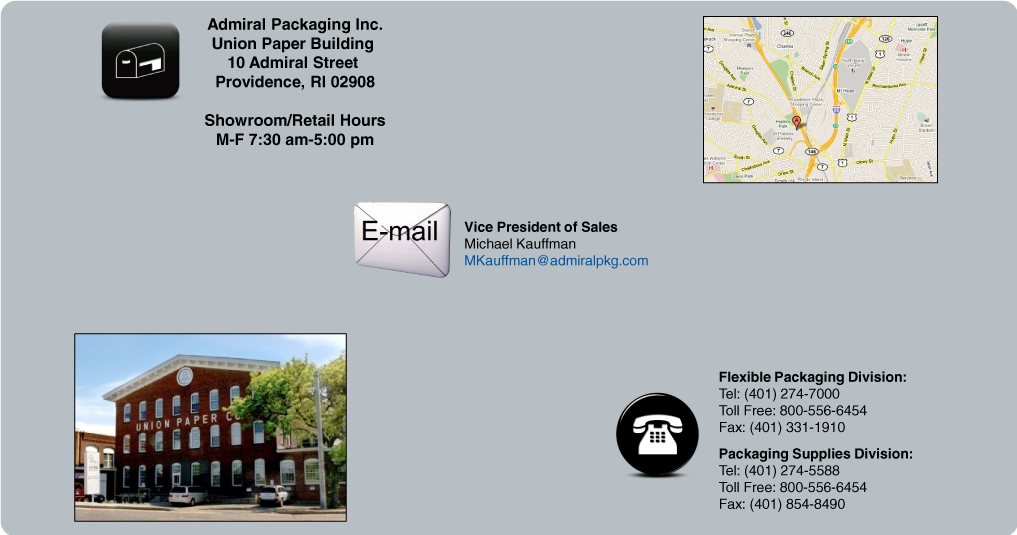 Admiral Packaging Inc.
Union Paper Building
10 Admiral Street
Providence, RI 02908
Showroom/Retail Hours
M-F 7:30 am-5:00 pm
E-mail
Vice President of Sales
Michael Kauffman
MKauffman@admiralpkg.com
UNION PAPER CO
Flexible Packaging Division:
Tel: (401) 274-7000
Toll Free: 800-556-6454
Fax: (401) 331-1910
Packaging Supplies Division:
Tel: (401) 274-5588
Toll Free: 800-556-6454
Fax: (401) 854-8490